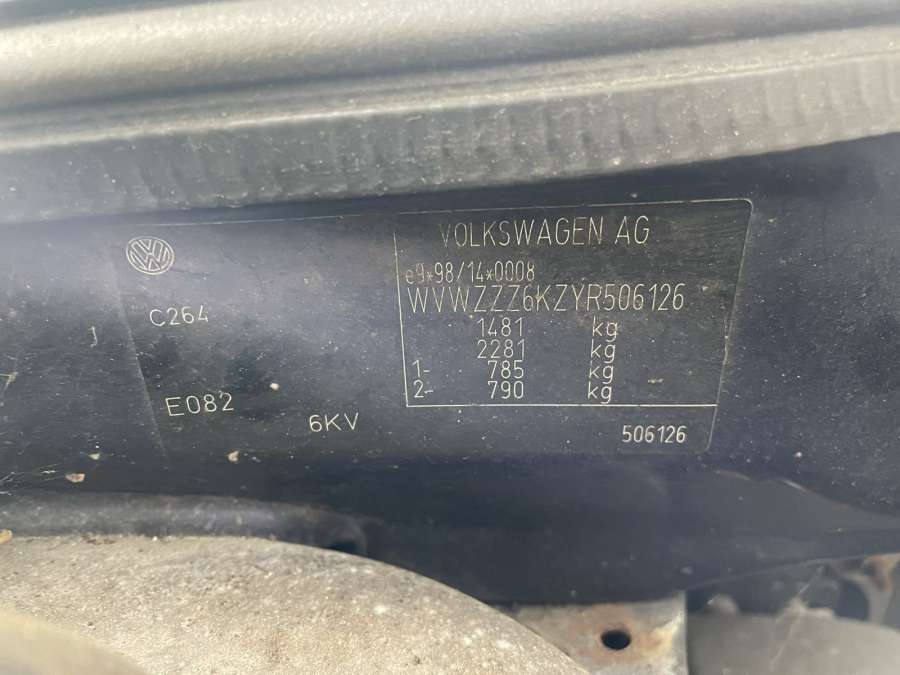 VOLKSWAGEN AG
e9*98/14*0008
WVWZZZ6KZYR506126
1481 kg
2281 kg
1- 785 kg
2- 790 kg
C264
E082
6KV
506126